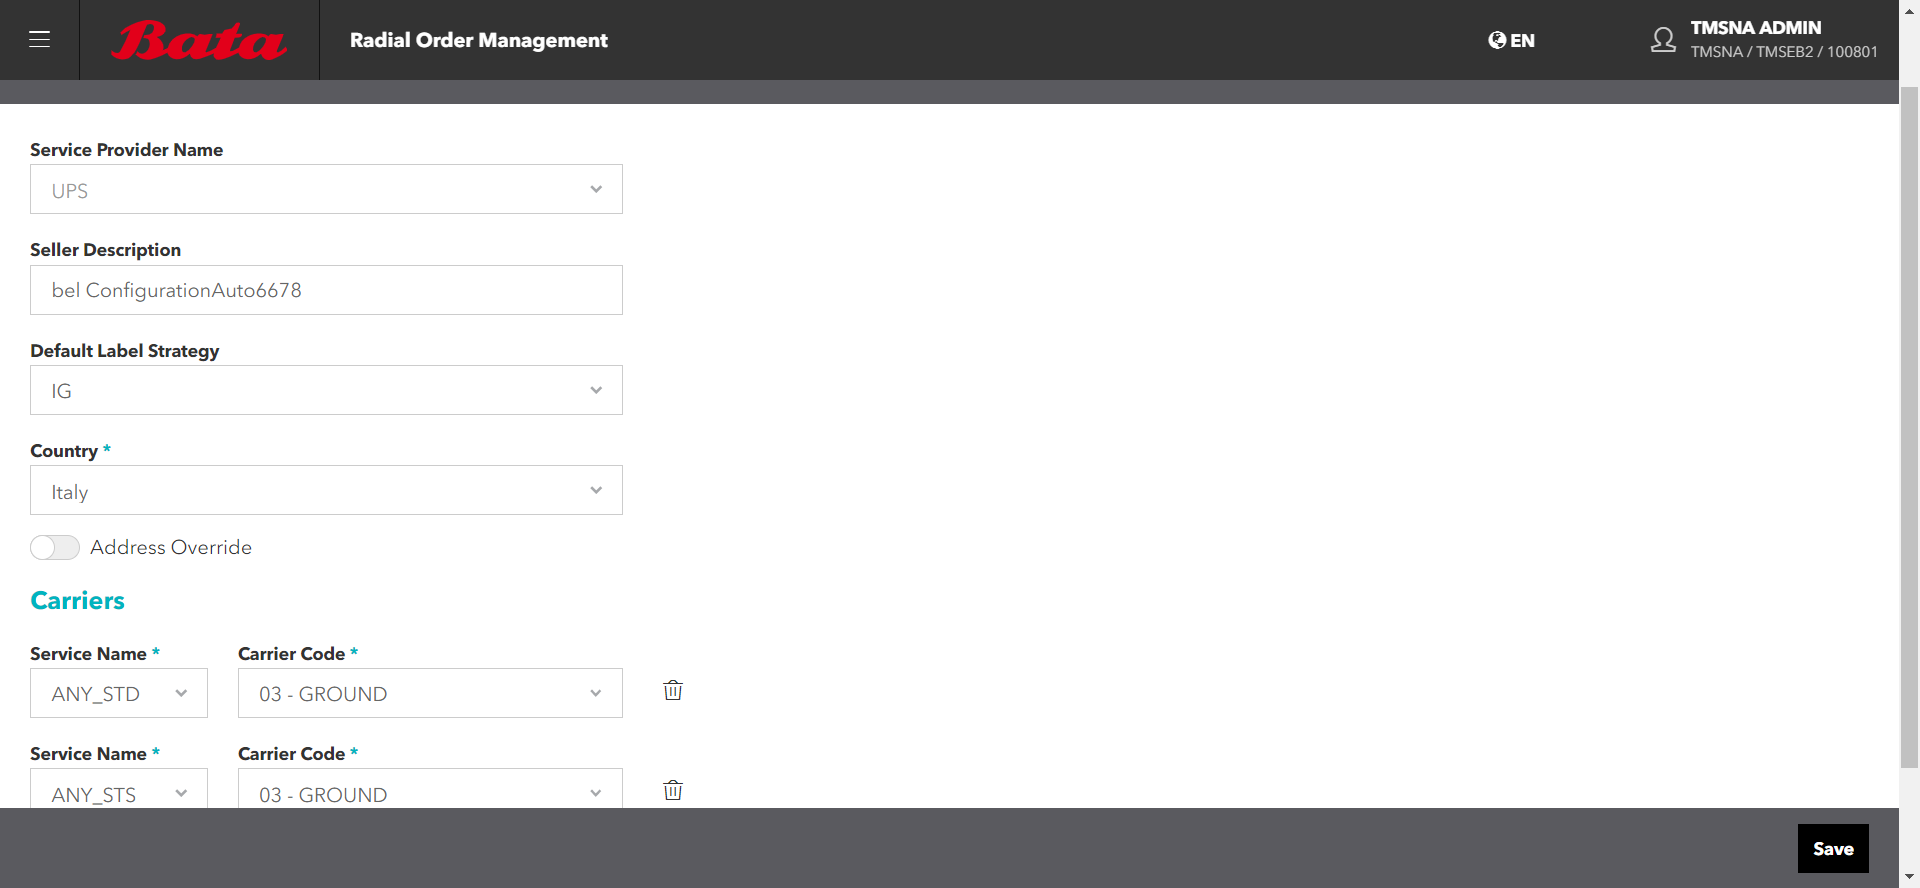 Bata
Radial Order Management
EN
TMSNA ADMIN
TMSNA / TMSEB2 / 100801
Service Provider Name
UPS
Seller Description
bel ConfigurationAuto6678
Default Label Strategy
IG
Country *
Italy
Address Override
Carriers
Service Name * Carrier Code *
ANY_STD 03 - GROUND
Service Name * Carrier Code *
ANY_STS 03 - GROUND
Save